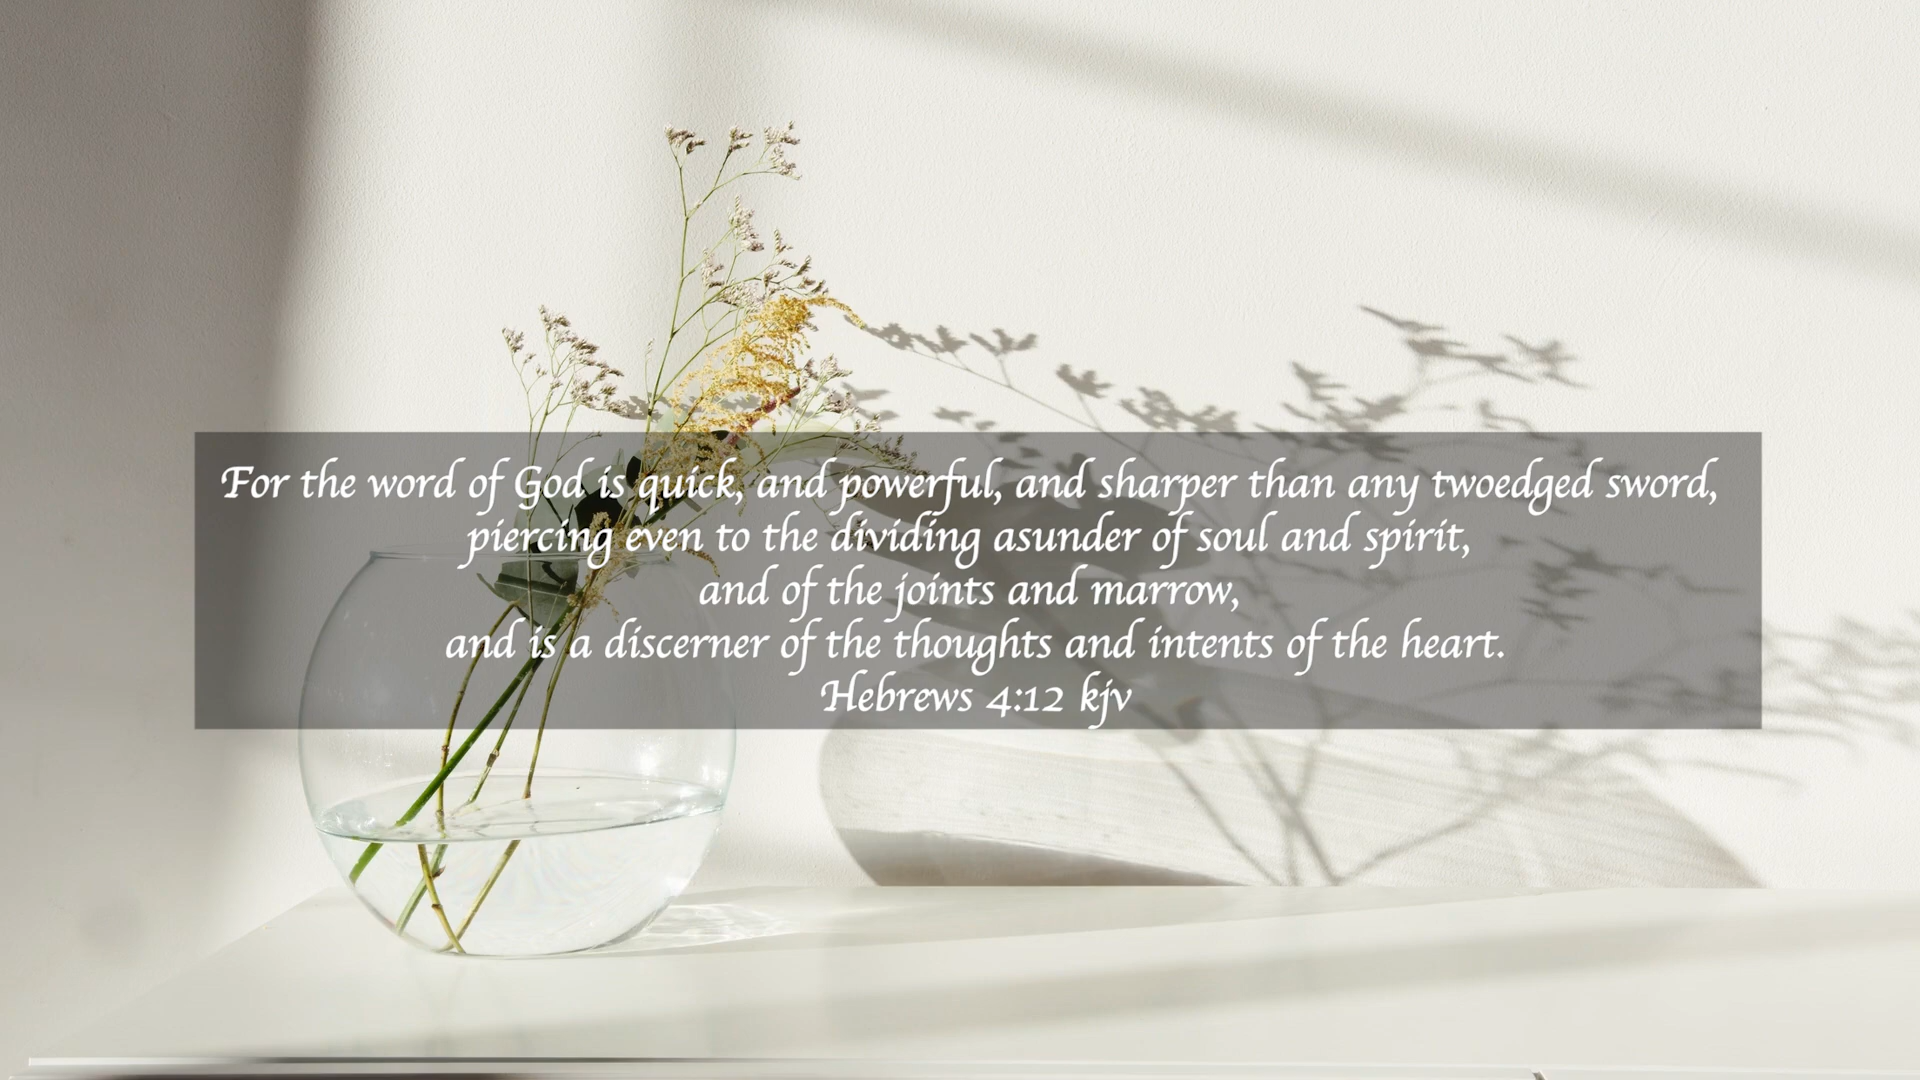 For the word of God is quick, and powerful, and sharper than any twoedged sword,
piercing even to the dividing asunder of soul and spirit,
and of the joints and marrow,
and is a discerner of the thoughts and intents of the heart.
Hebrews 4:12 kjv